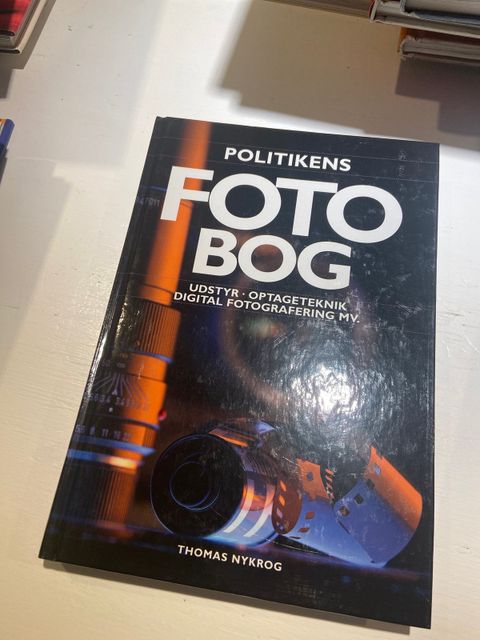 POLITIKENS
FOTO
BOG
UDSTYR · OPTAGETEKNIK
DIGITAL FOTOGRAFERING MV.
THOMAS NYKROG